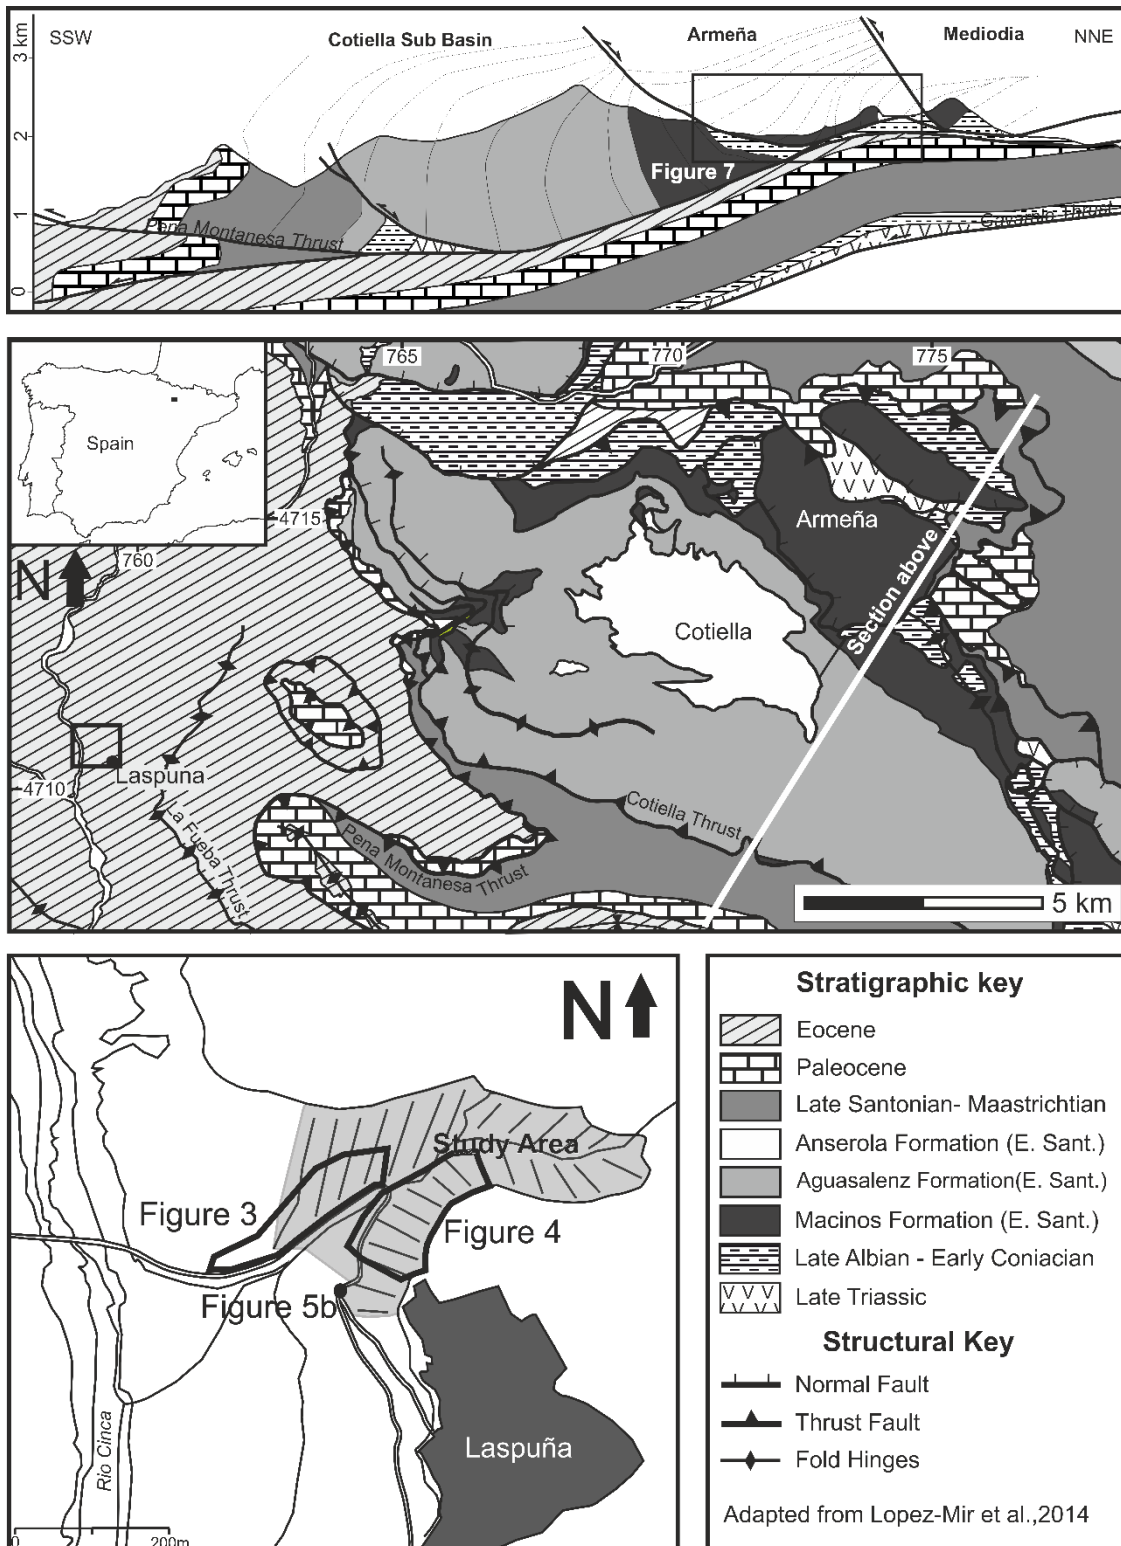 3 km
SSW
Cotiella Sub Basin
Armeña
Mediodia
NNE
2
Figure 7
1
Pena Montanesa Thrust
Gavarnie Thrust
0
765
770
775
Spain
4715
760
N
Armeña
Section above
Cotiella
Laspuna
4710
La Fueba Thrust
Pena Montanesa Thrust
Cotiella Thrust
5 km
N
Study Area
Figure 3
Figure 4
Figure 5b
Rio Cinca
Laspuña
0
200m
Stratigraphic key
Eocene
Paleocene
Late Santonian- Maastrichtian
Anserola Formation (E. Sant.)
Aguasalenz Formation(E. Sant.)
Macinos Formation (E. Sant.)
Late Albian - Early Coniacian
Late Triassic
Structural Key
Normal Fault
Thrust Fault
Fold Hinges
Adapted from Lopez-Mir et al.,2014